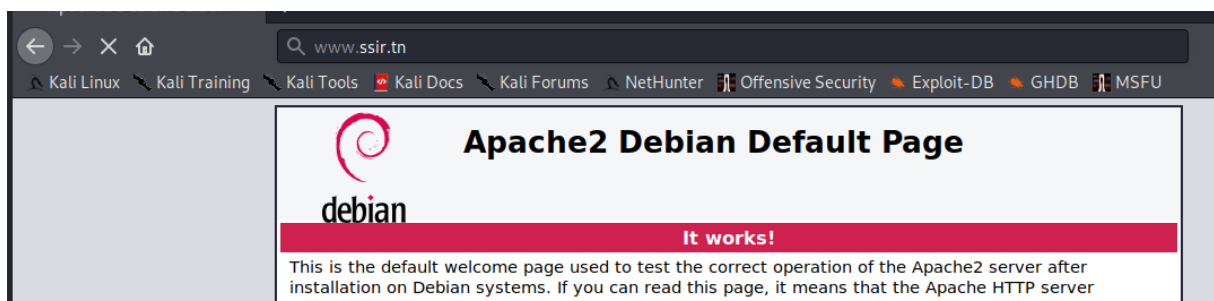 www.ssir.tn
Kali Linux Kali Training Kali Tools Kali Docs Kali Forums NetHunter Offensive Security Exploit-DB GHDB MSFU
Apache2 Debian Default Page
debian
It works!
This is the default welcome page used to test the correct operation of the Apache2 server after
installation on Debian systems. If you can read this page, it means that the Apache HTTP server